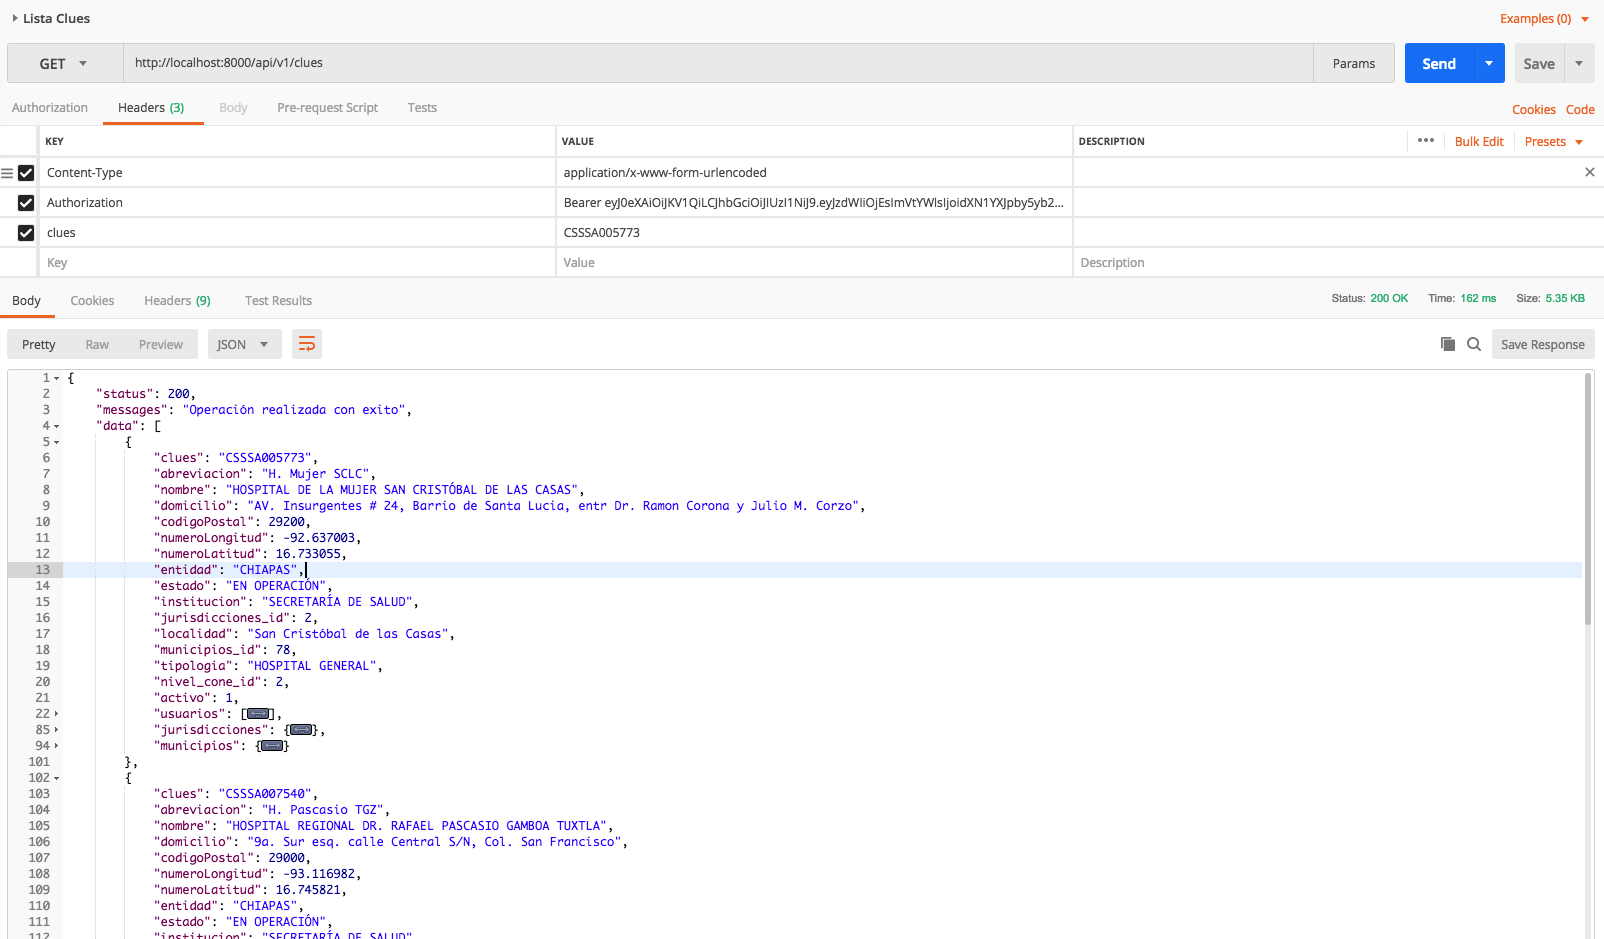 Lista Clues
Examples (0)
GET
http://localhost:8000/api/v1/clues
Params
Send
Save
Authorization
Headers (3)
Body
Pre-request Script
Tests
Cookies
Code
KEY
VALUE
DESCRIPTION
•••
Bulk Edit
Presets
Content-Type
application/x-www-form-urlencoded
Authorization
Bearer eyJ0eXAiOiJKV1QiLCJhbGciOiJIUzI1NiJ9.eyJzdWIiOjEsImVtYWlsIjoidXN1YXJpby5yb2...
clues
CSSSA005773
Key
Value
Description
Body
Cookies
Headers (9)
Test Results
Status: 200 OK
Time: 162 ms
Size: 5.35 KB
Pretty
Raw
Preview
JSON
Save Response
1 {
2 "status": 200,
3 "messages": "Operación realizada con exito",
4 "data": [
5 {
6 "clues": "CSSSA005773",
7 "abreviacion": "H. Mujer SCLC",
8 "nombre": "HOSPITAL DE LA MUJER SAN CRISTÓBAL DE LAS CASAS",
9 "domicilio": "AV. Insurgentes # 24, Barrio de Santa Lucia, entr Dr. Ramon Corona y Julio M. Corzo",
10 "codigoPostal": 29200,
11 "numeroLongitud": -92.637003,
12 "numeroLatitud": 16.733055,
13 "entidad": "CHIAPAS",
14 "estado": "EN OPERACIÓN",
15 "institucion": "SECRETARÍA DE SALUD",
16 "jurisdicciones_id": 2,
17 "localidad": "San Cristóbal de las Casas",
18 "municipios_id": 78,
19 "tipologia": "HOSPITAL GENERAL",
20 "nivel_cone_id": 2,
21 "activo": 1,
22 "usuarios": [],
85 "jurisdicciones": {},
94 "municipios": {}
101 },
102 {
103 "clues": "CSSSA007540",
104 "abreviacion": "H. Pascasio TGZ",
105 "nombre": "HOSPITAL REGIONAL DR. RAFAEL PASCASIO GAMBOA TUXTLA",
106 "domicilio": "9a. Sur esq. calle Central S/N, Col. San Francisco",
107 "codigoPostal": 29000,
108 "numeroLongitud": -93.116982,
109 "numeroLatitud": 16.745821,
110 "entidad": "CHIAPAS",
111 "estado": "EN OPERACIÓN",
112 "institucion": "SECRETARÍA DE SALUD"